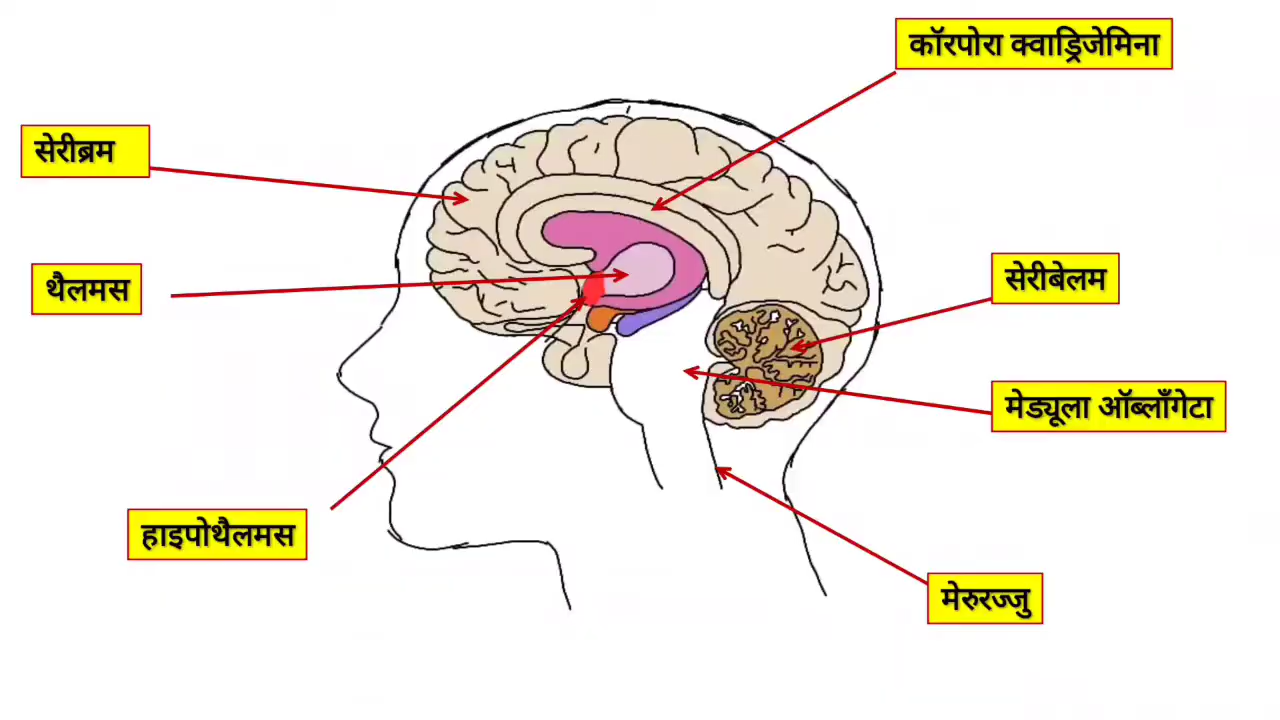 कॉरपोरा क्वाड्रिजेमिना
सेरीब्रम
थैलमस
सेरीबेलम
मेड्यूला ऑब्लाँगेटा
हाइपोथैलमस
मेरुरज्जु